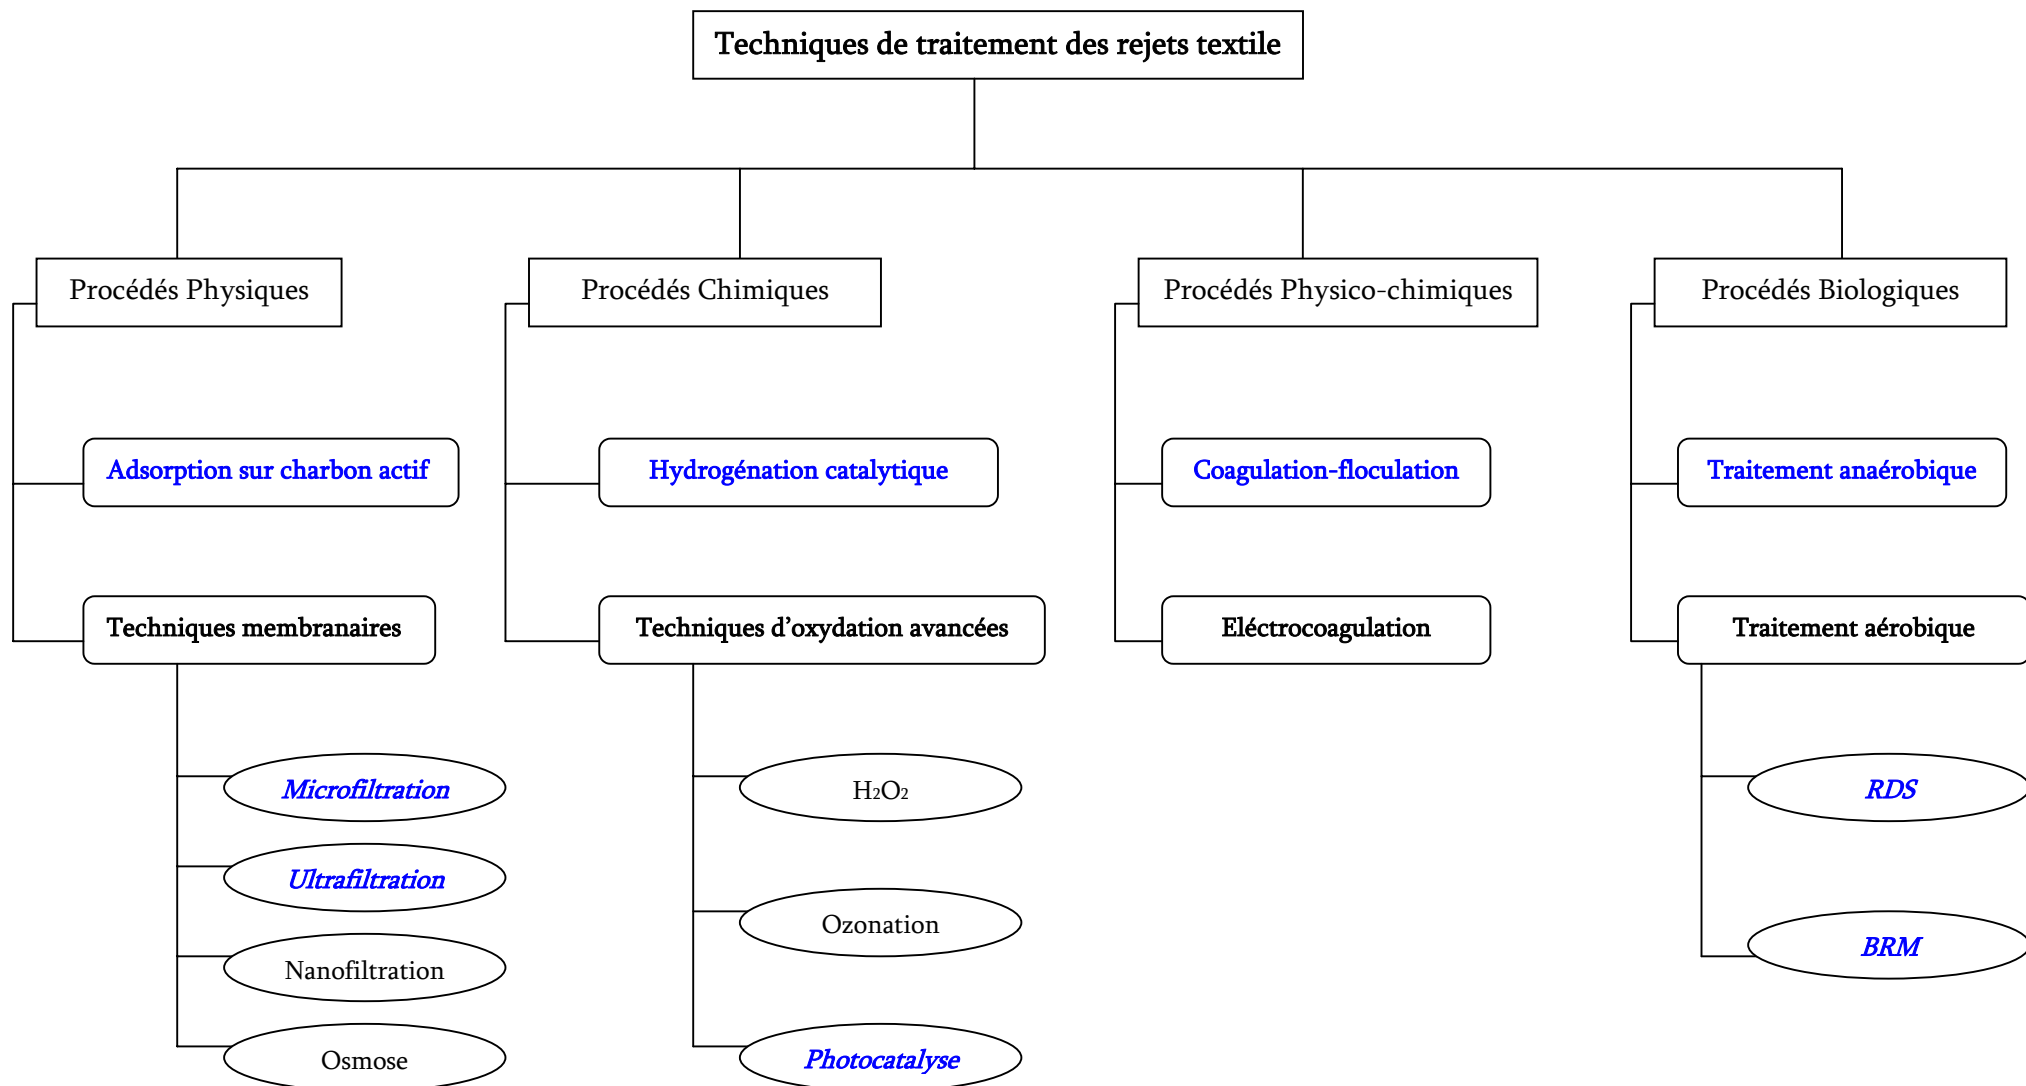 Techniques de traitement des rejets textile
Procédés Physiques
Procédés Chimiques
Procédés Physico-chimiques
Procédés Biologiques
Adsorption sur charbon actif
Hydrogénation catalytique
Coagulation-floculation
Traitement anaérobique
Techniques membranaires
Techniques d'oxydation avancées
Eléctrocoagulation
Traitement aérobique
Microfiltration
H₂O₂
RDS
Ultrafiltration
Ozonation
BRM
Nanofiltration
Osmose
Photocatalyse